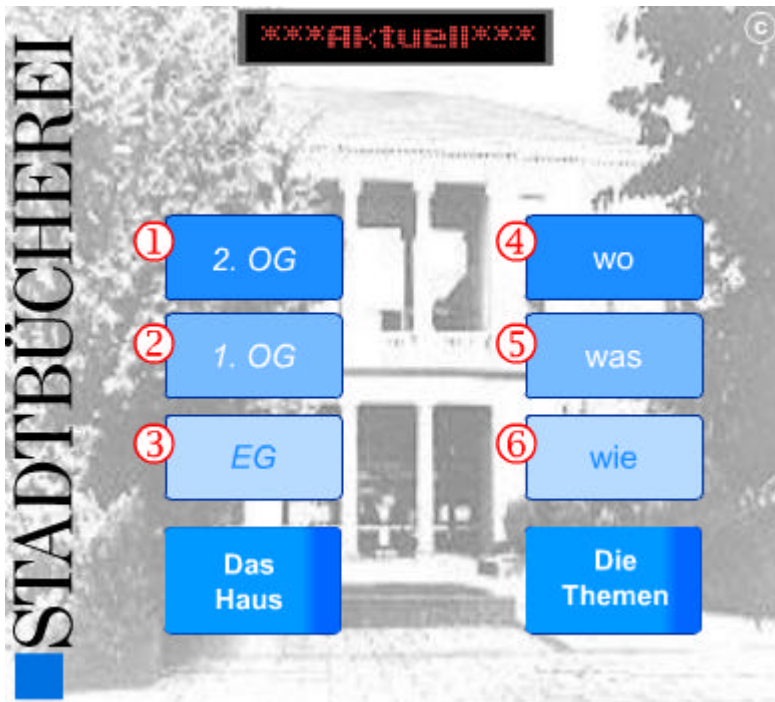 ***Aktuell***
©
STADTBÜCHEREI
1 2. OG
2 1. OG
3 EG
Das
Haus
4 wo
5 was
6 wie
Die
Themen